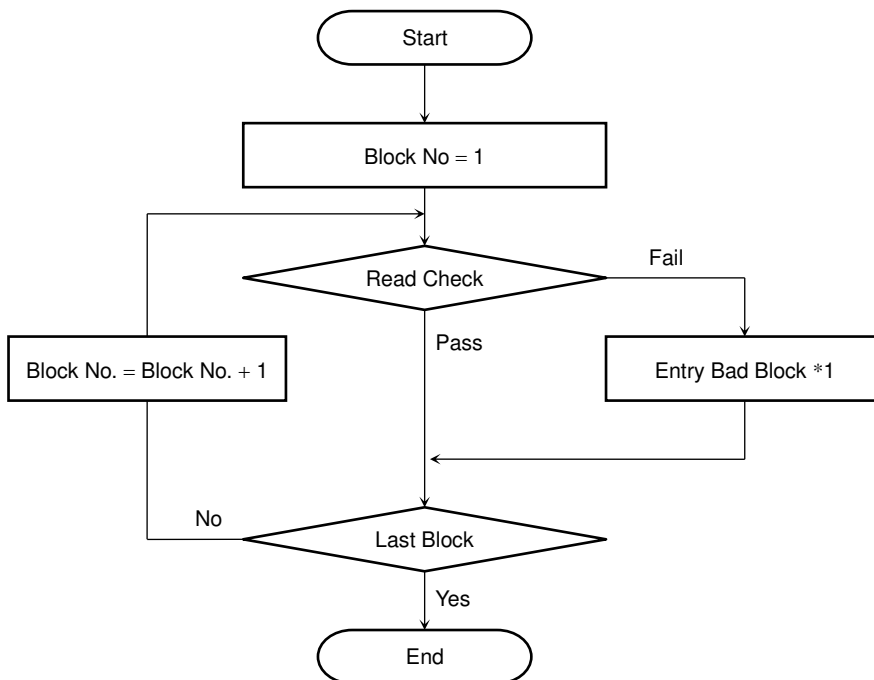 Start
Block No = 1
Read Check
Fail
Pass
Block No. = Block No. + 1
Entry Bad Block *1
No
Last Block
Yes
End